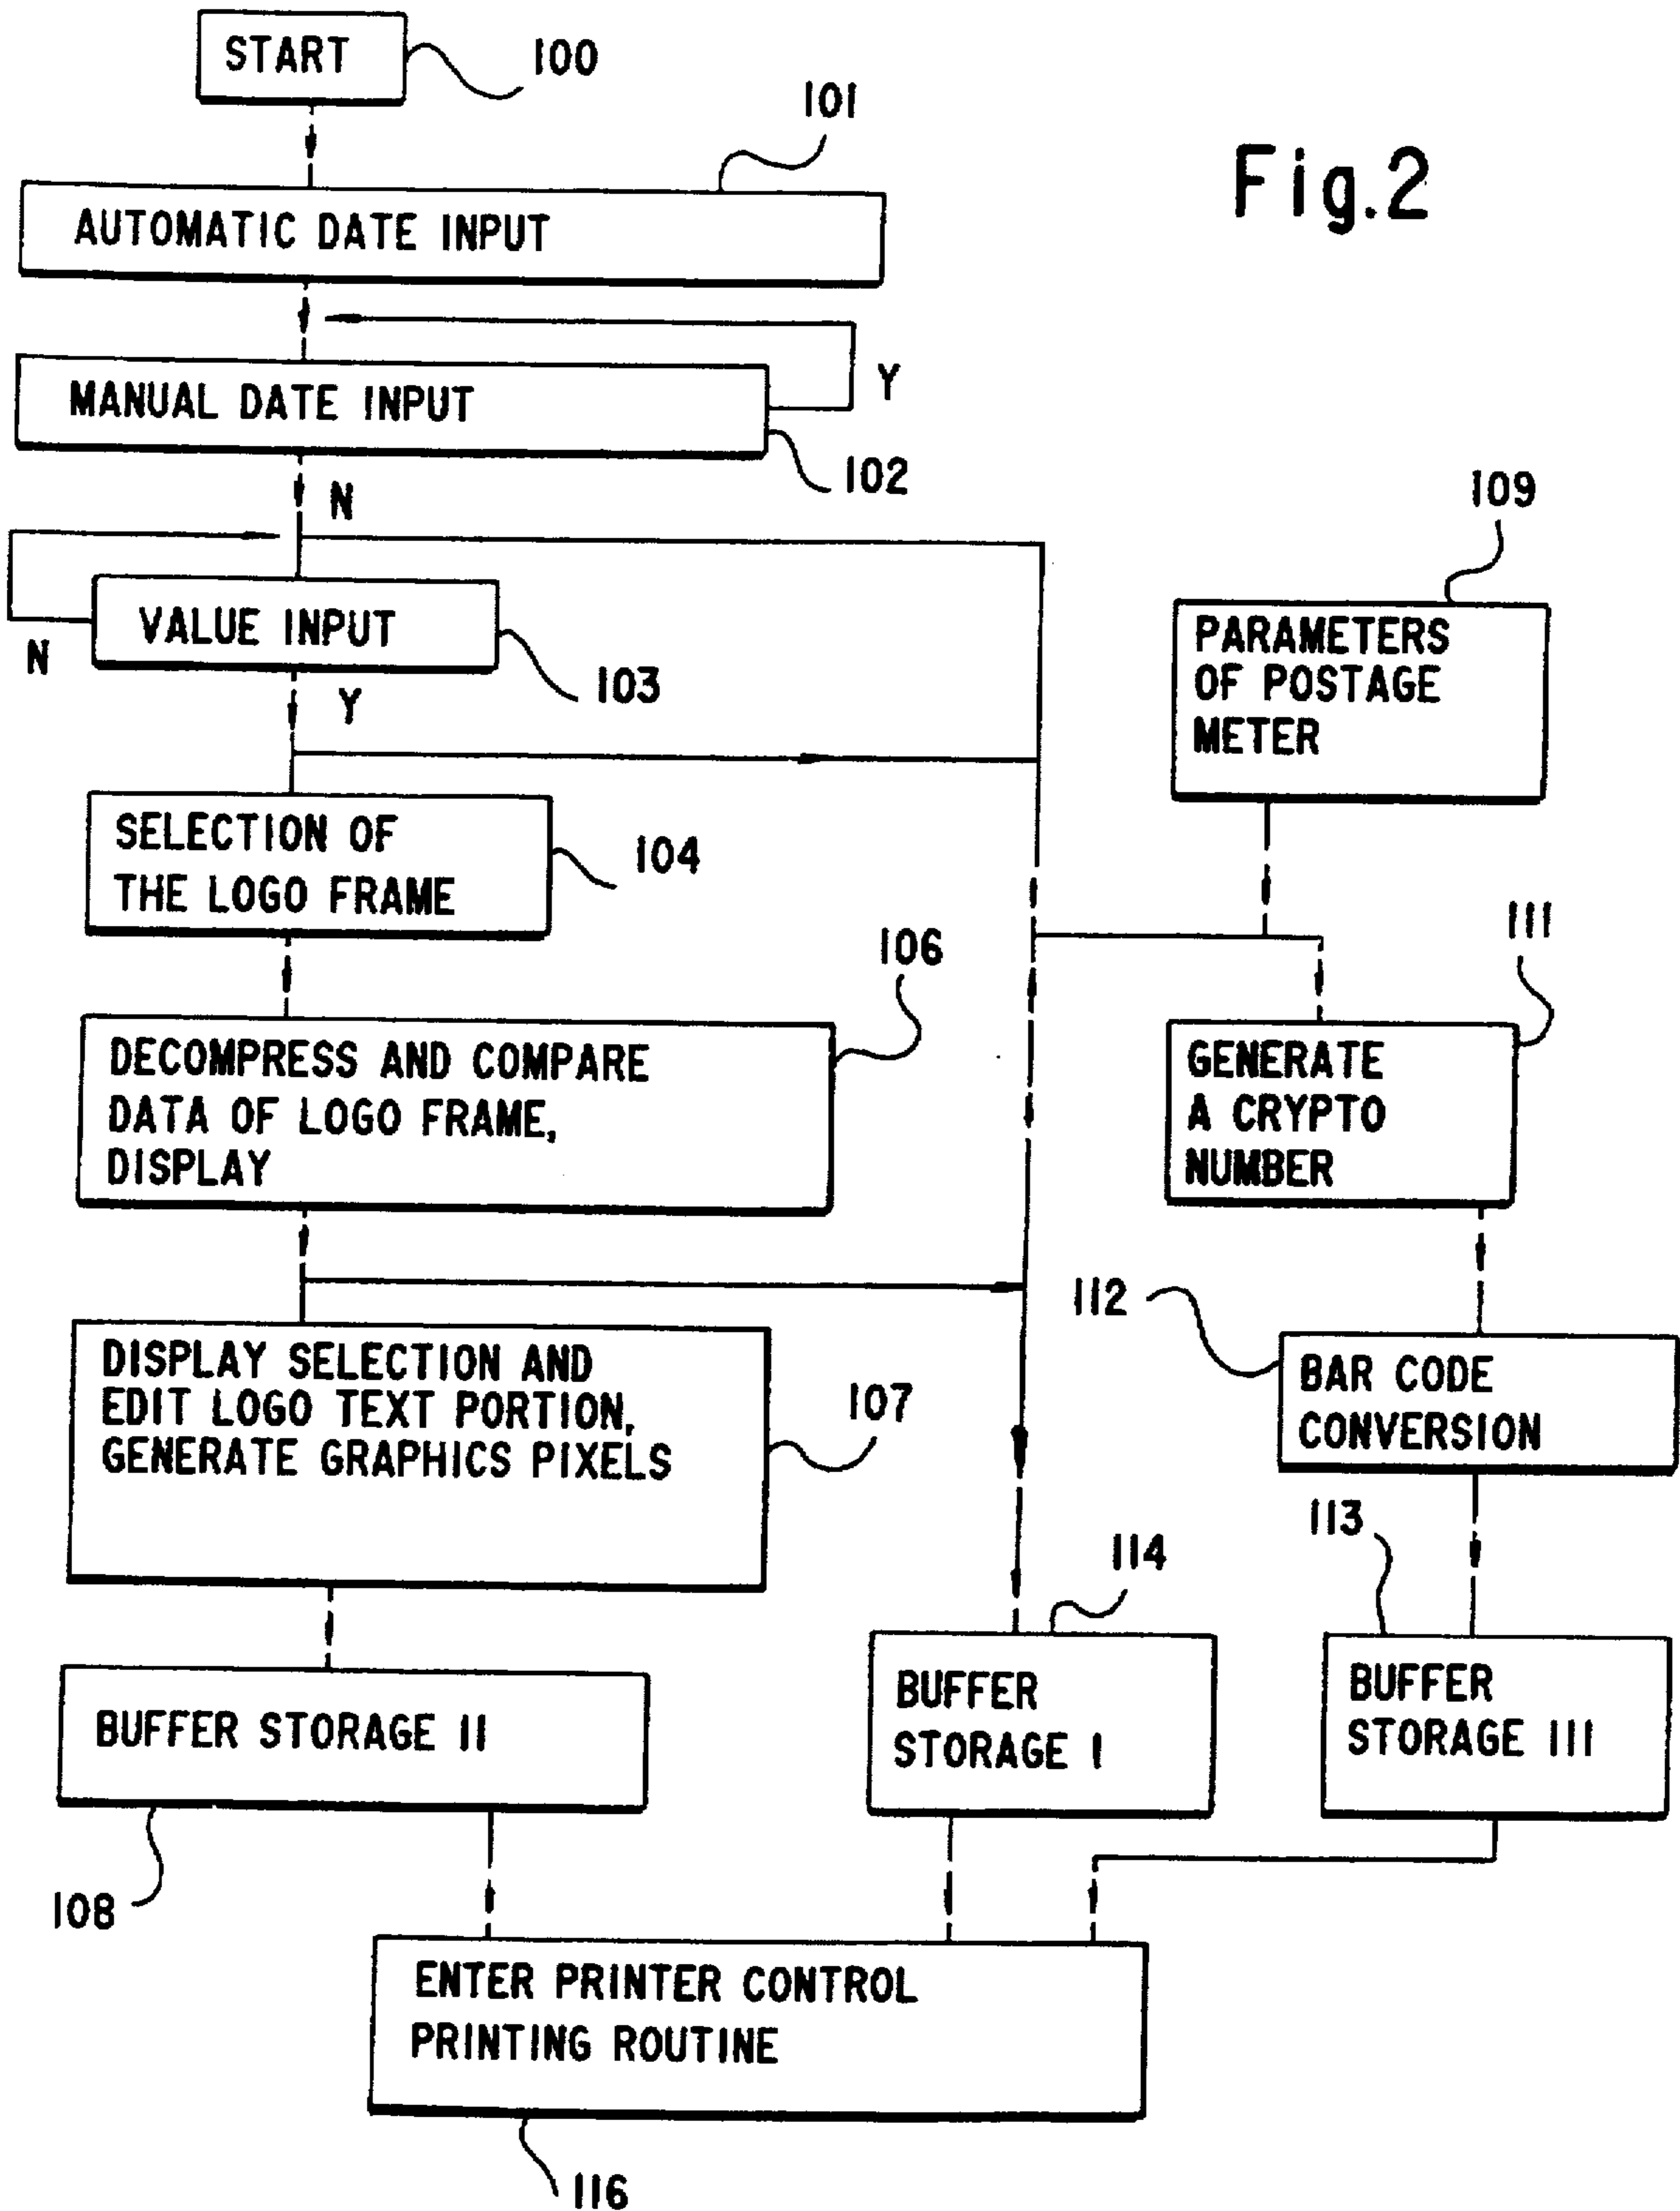 START
100
101
Fig.2
AUTOMATIC DATE INPUT
MANUAL DATE INPUT
Y
102
N
109
VALUE INPUT
N
103
Y
PARAMETERS
OF POSTAGE
METER
SELECTION OF
THE LOGO FRAME
104
106
111
DECOMPRESS AND COMPARE
DATA OF LOGO FRAME,
DISPLAY
GENERATE
A CRYPTO
NUMBER
112
DISPLAY SELECTION AND
EDIT LOGO TEXT PORTION,
GENERATE GRAPHICS PIXELS
107
BAR CODE
CONVERSION
113
114
BUFFER STORAGE II
BUFFER
STORAGE I
BUFFER
STORAGE III
108
ENTER PRINTER CONTROL
PRINTING ROUTINE
116